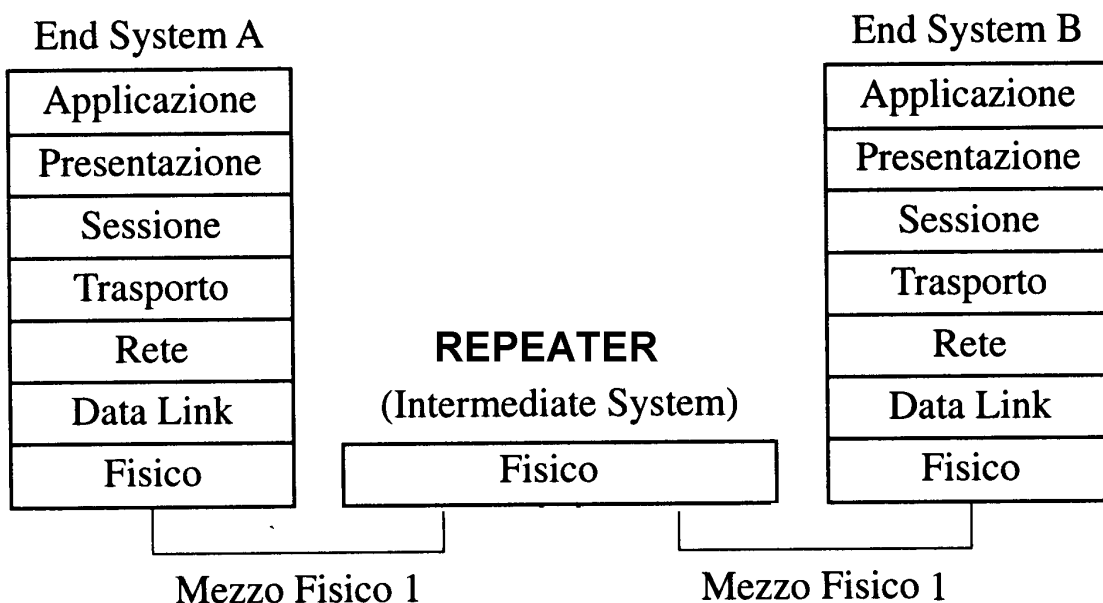 End System A
Applicazione
Presentazione
Sessione
Trasporto
Rete
Data Link
Fisico
REPEATER
(Intermediate System)
Fisico
End System B
Applicazione
Presentazione
Sessione
Trasporto
Rete
Data Link
Fisico
Mezzo Fisico 1
Mezzo Fisico 1